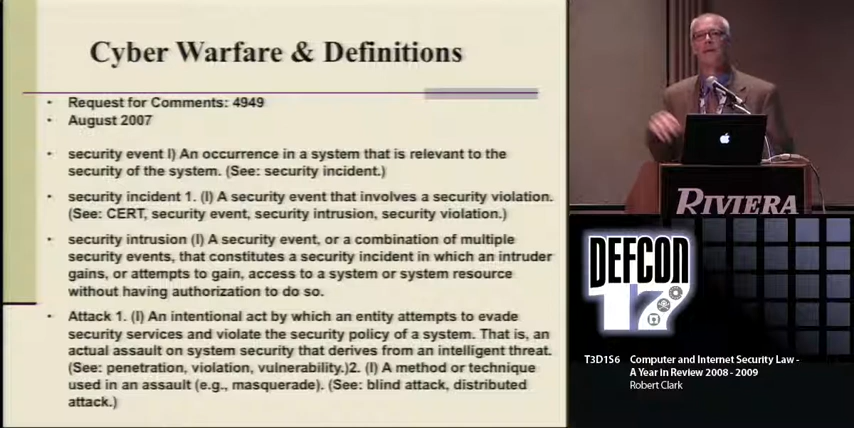 Cyber Warfare & Definitions
• Request for Comments: 4949
• August 2007
• security event I) An occurrence in a system that is relevant to the
security of the system. (See: security incident.)
• security incident 1. (I) A security event that involves a security violation.
(See: CERT, security event, security intrusion, security violation.)
• security intrusion (I) A security event, or a combination of multiple
security events, that constitutes a security incident in which an intruder
gains, or attempts to gain, access to a system or system resource
without having authorization to do so.
• Attack 1. (I) An intentional act by which an entity attempts to evade
security services and violate the security policy of a system. That is, an
actual assault on system security that derives from an intelligent threat.
(See: penetration, violation, vulnerability.)2. (I) A method or technique
used in an assault (e.g., masquerade). (See: blind attack, distributed
attack.)
RIVIERA
DEFCON
17
T3D1S6 Computer and Internet Security Law -
A Year in Review 2008 - 2009
Robert Clark